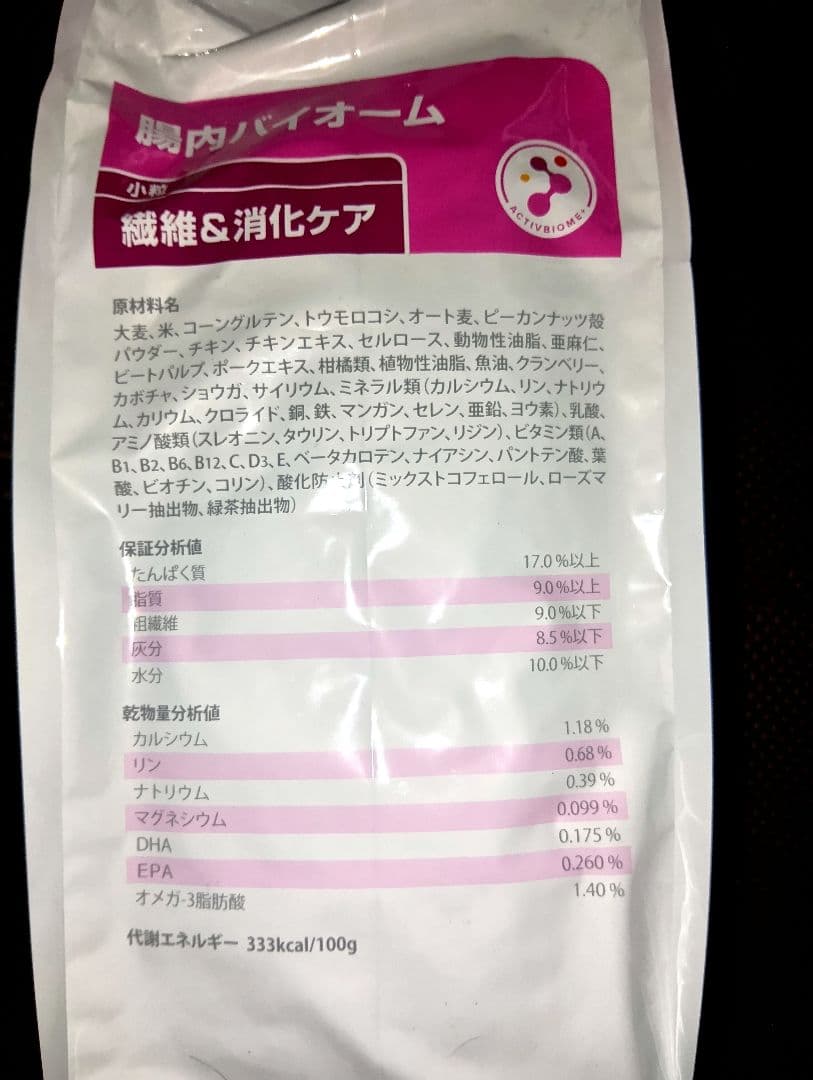 腸内バイオーム
小粒
繊維&消化ケア
ACTIVBIOME+
原材料名
大麦、米、コーングルテン、トウモロコシ、オート麦、ピーカンナッツ殻
パウダー、チキン、チキンエキス、セルロース、動物性油脂、亜麻仁、
ビートパルプ、ポークエキス、柑橘類、植物性油脂、魚油、クランベリー、
カボチャ、ショウガ、サイリウム、ミネラル類(カルシウム、リン、ナトリウ
ム、カリウム、クロライド、銅、鉄、マンガン、セレン、亜鉛、ヨウ素)、乳酸、
アミノ酸類(スレオニン、タウリン、トリプトファン、リジン)、ビタミン類(A、
B1、B2、B6、B12、C、D3、E、ベータカロテン、ナイアシン、パントテン酸、葉
酸、ビオチン、コリン)、酸化防止剤(ミックストコフェロール、ローズマ
リー抽出物、緑茶抽出物)
保証分析値
たんぱく質 17.0%以上
脂質 9.0%以上
粗繊維 9.0%以下
灰分 8.5%以下
水分 10.0%以下
乾物量分析値
カルシウム 1.18%
リン 0.68%
ナトリウム 0.39%
マグネシウム 0.099%
DHA 0.175%
EPA 0.260%
オメガ-3脂肪酸 1.40%
代謝エネルギー 333kcal/100g